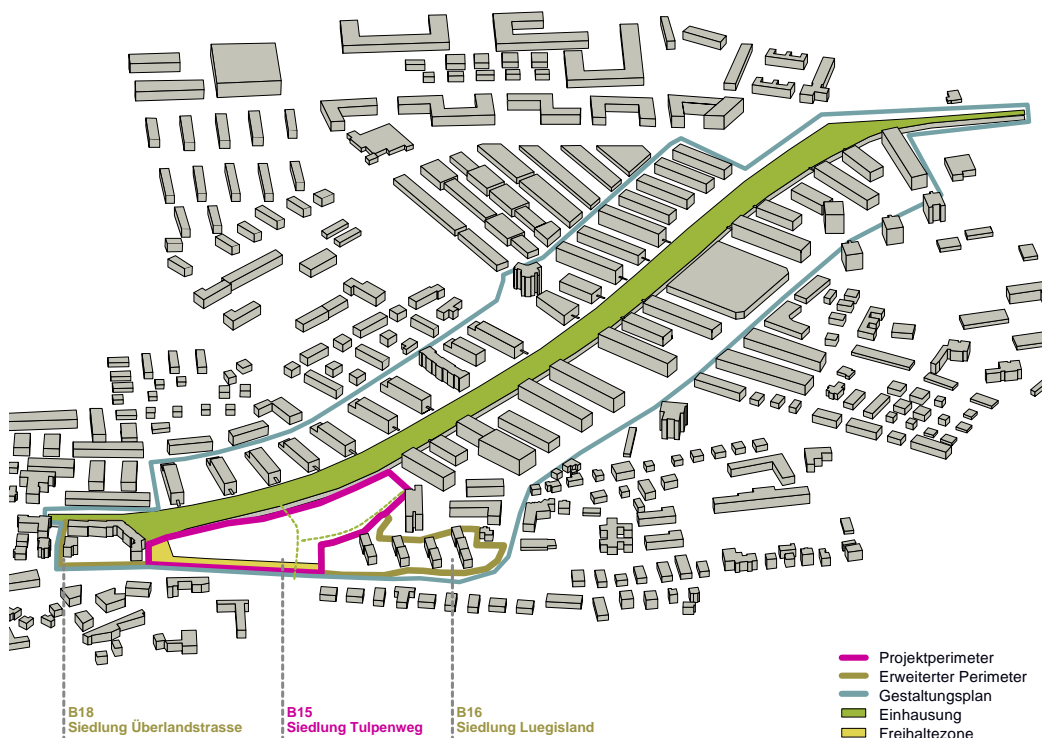 Projektperimeter
Erweiterter Perimeter
Gestaltungsplan
Einhausung
Freihaltezone
B18
Siedlung Überlandstrasse
B15
Siedlung Tulpenweg
B16
Siedlung Luegisland